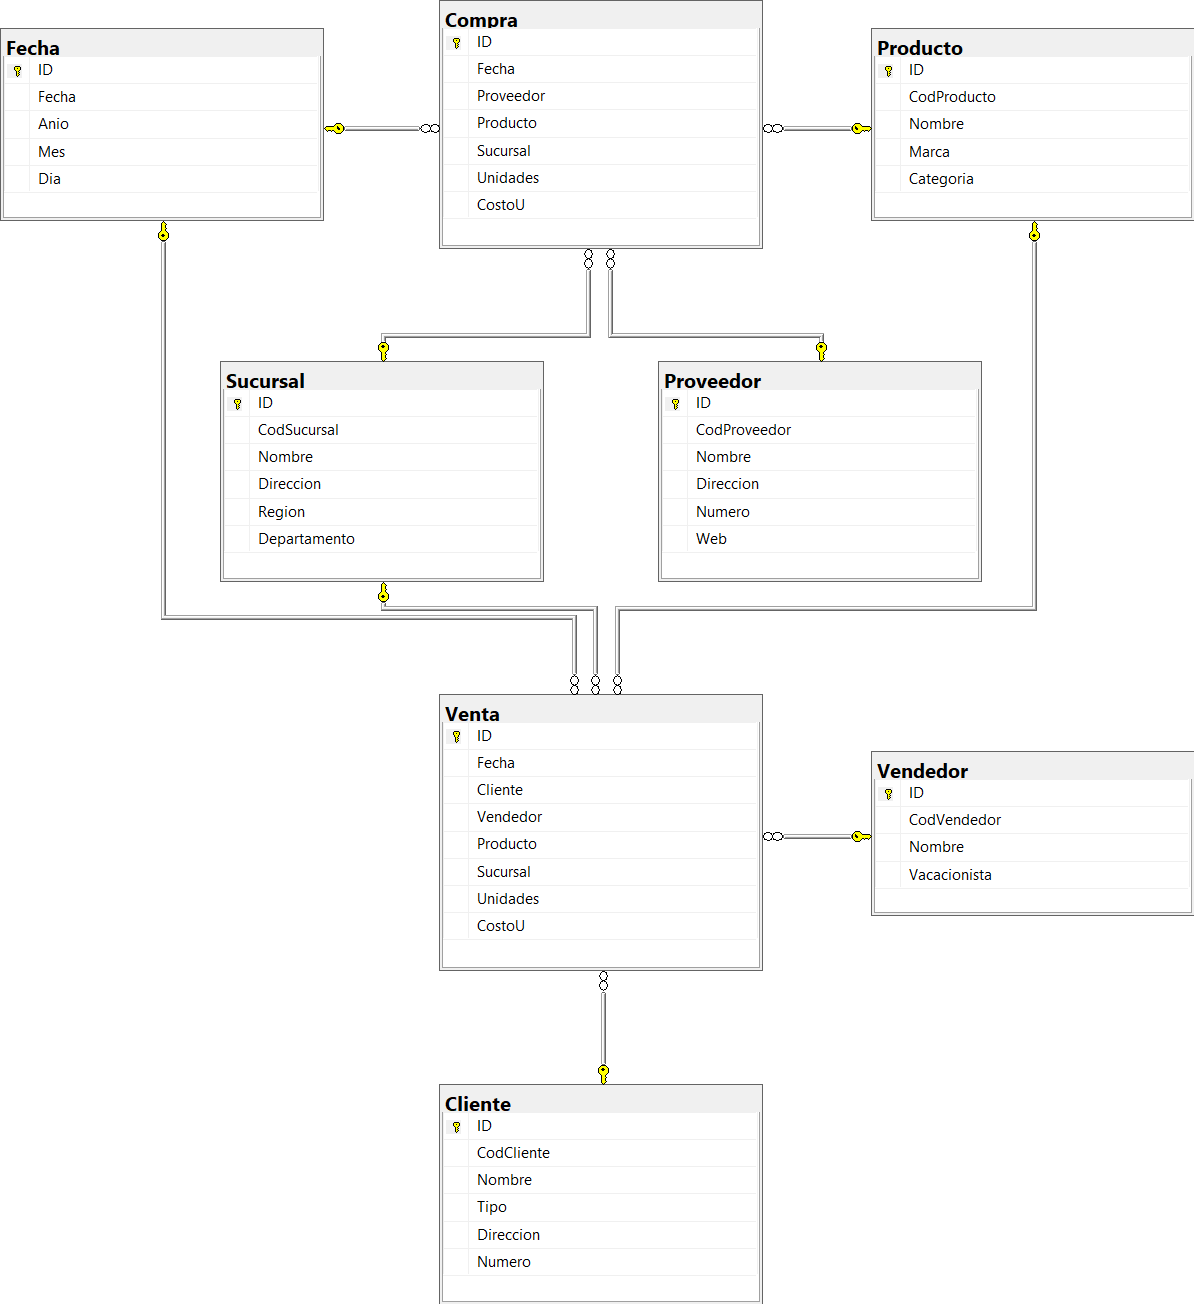 Fecha
ID
Fecha
Anio
Mes
Dia
Compra
ID
Fecha
Proveedor
Producto
Sucursal
Unidades
CostoU
Producto
ID
CodProducto
Nombre
Marca
Categoria
Sucursal
ID
CodSucursal
Nombre
Direccion
Region
Departamento
Proveedor
ID
CodProveedor
Nombre
Direccion
Numero
Web
Venta
ID
Fecha
Cliente
Vendedor
Producto
Sucursal
Unidades
CostoU
Vendedor
ID
CodVendedor
Nombre
Vacacionista
Cliente
ID
CodCliente
Nombre
Tipo
Direccion
Numero